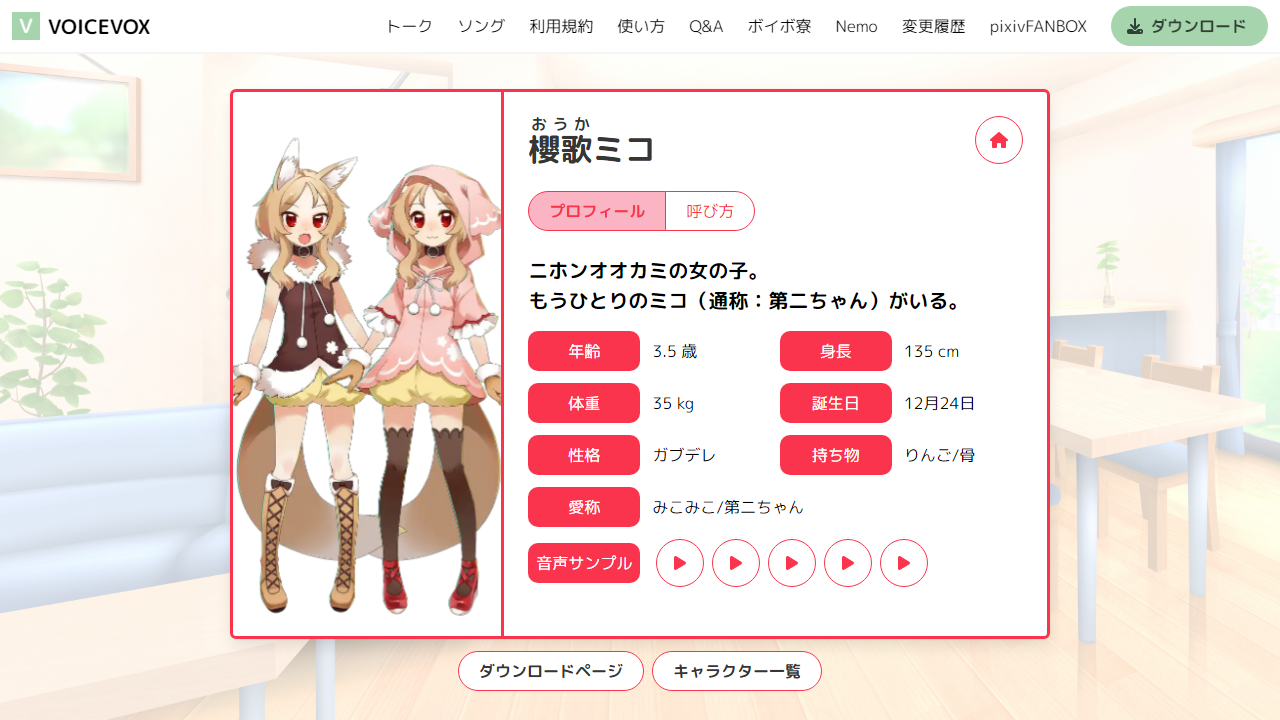 V VOICEVOX トーク ソング 利用規約 使い方 Q&A ボイボ寮 Nemo 変更履歴 pixivFANBOX ダウンロード
おうか
櫻歌ミコ
プロフィール 呼び方
ニホンオオカミの女の子。
もうひとりのミコ（通称：第二ちゃん）がいる。
年齢 3.5 歳 身長 135 cm
体重 35 kg 誕生日 12月24日
性格 ガブデレ 持ち物 りんご/骨
愛称 みこみこ/第二ちゃん
音声サンプル
ダウンロードページ キャラクター一覧